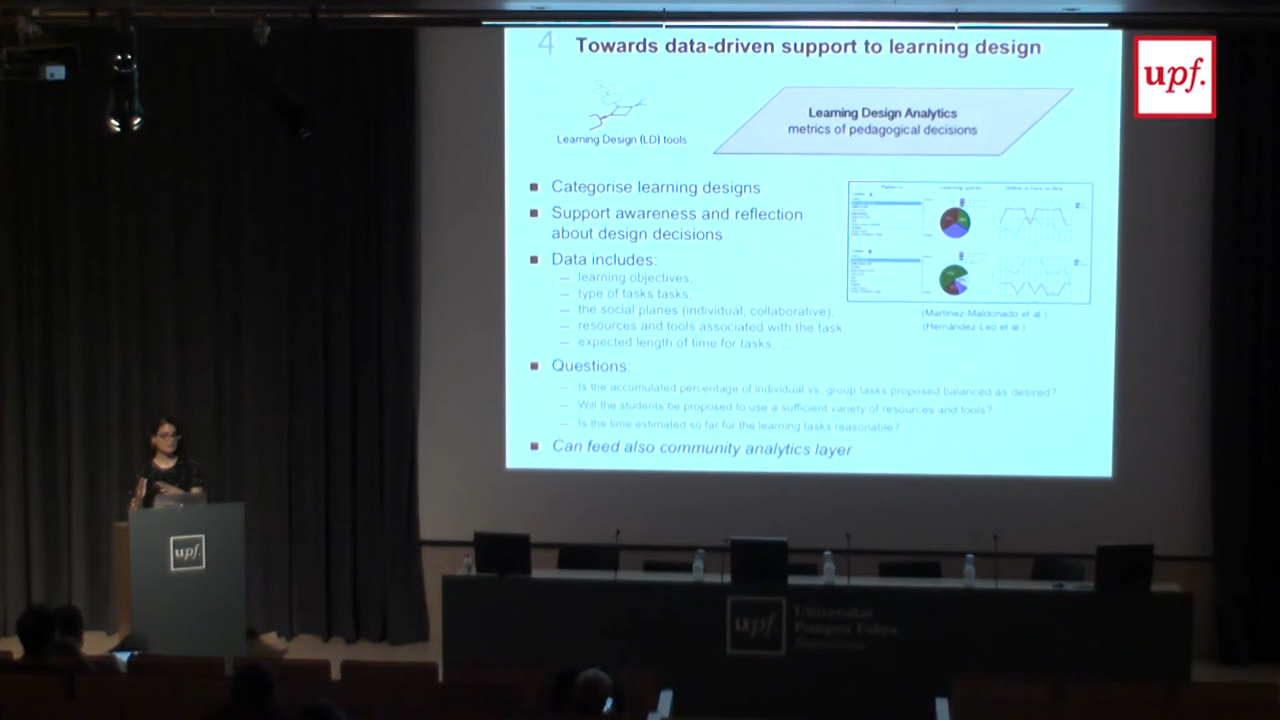 4 Towards data-driven support to learning design
upf.
Learning Design Analytics
metrics of pedagogical decisions
Learning Design (LD) tools
Categorise learning designs
Support awareness and reflection
about design decisions
Data includes:
— learning objectives,
— type of tasks tasks,
— the social planes (individual, collaborative),
— resources and tools associated with the task,
— expected length of time for tasks, ...
(Martinez-Maldonado et al.)
(Hernández-Leo et al.)
Questions:
— Is the accumulated percentage of individual vs. group tasks proposed balanced as desired?
— Will the students be proposed to use a sufficient variety of resources and tools?
— Is the time estimated so far for the learning tasks reasonable?
Can feed also community analytics layer
upf.
upf.
Universitat
Pompeu Fabra